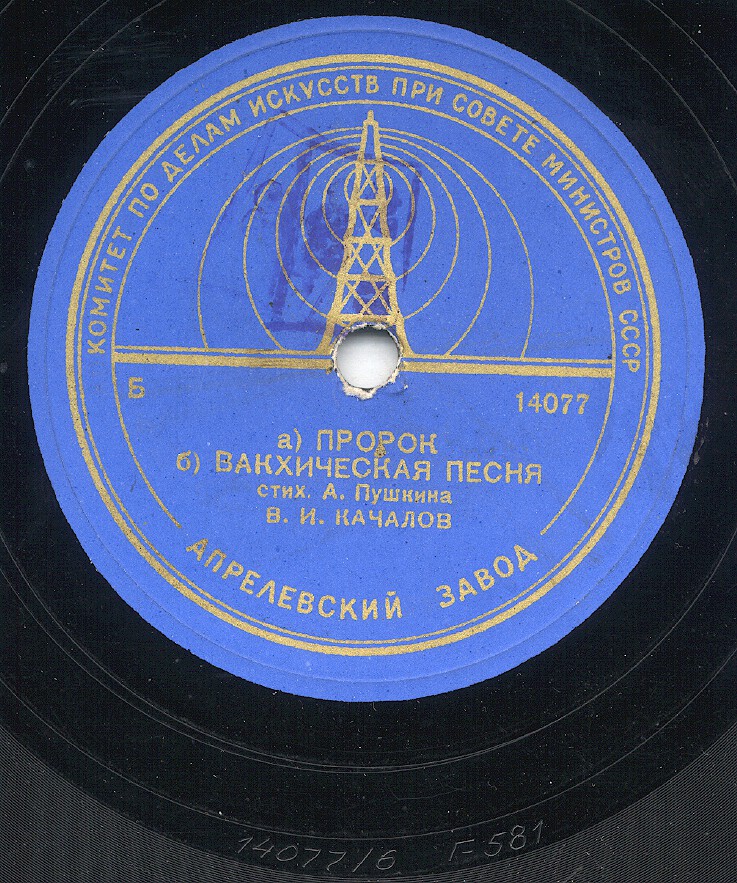 КОМИТЕТ ПО ДЕЛАМ ИСКУССТВ ПРИ СОВЕТЕ МИНИСТРОВ СССР
Б 14077
а) ПРОРОК
б) ВАКХИЧЕСКАЯ ПЕСНЯ
стих. А. Пушкина
В. И. КАЧАЛОВ
АПРЕЛЕВСКИЙ ЗАВОД
14077/6 Г 581